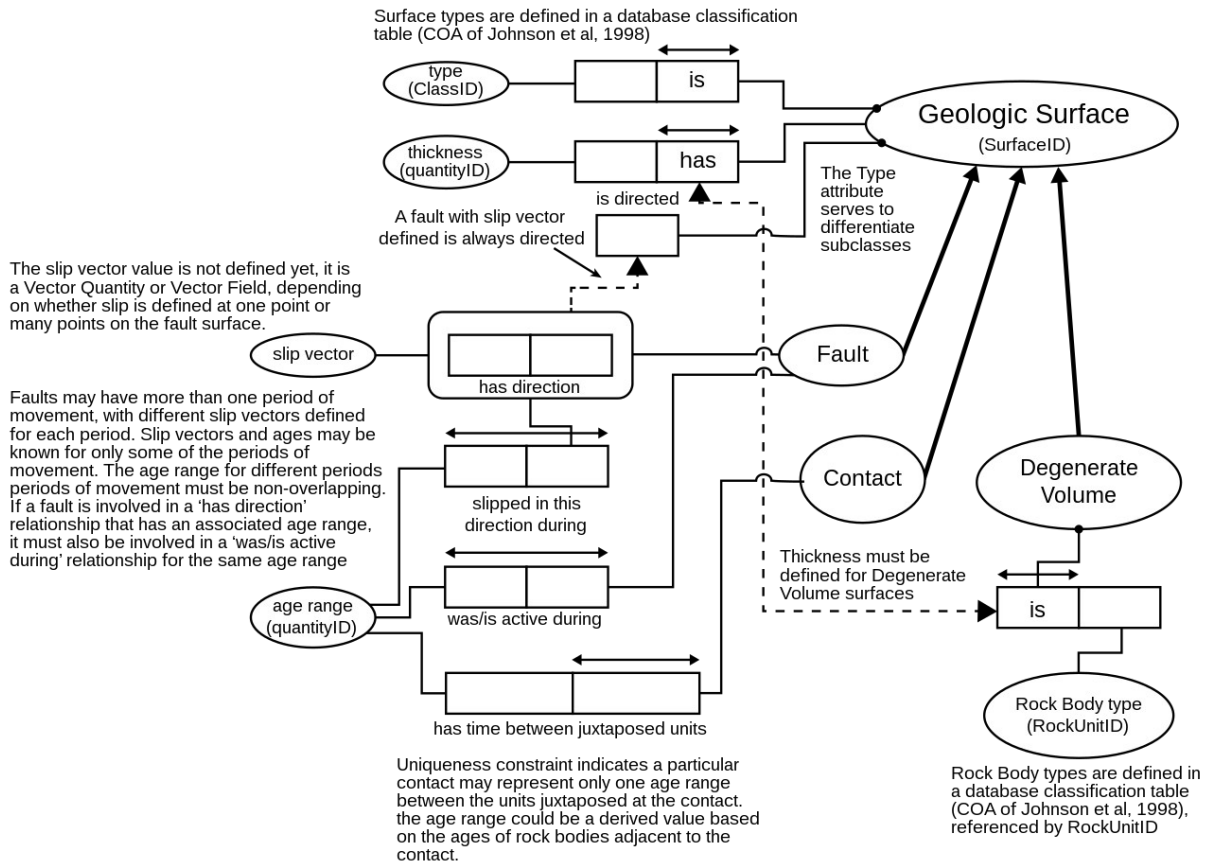 Surface types are defined in a database classification
table (COA of Johnson et al, 1998)
type
(ClassID)
is
Geologic Surface
(SurfaceID)
thickness
(quantityID)
has
is directed
The Type
attribute
serves to
differentiate
subclasses
A fault with slip vector
defined is always directed
The slip vector value is not defined yet, it is
a Vector Quantity or Vector Field, depending
on whether slip is defined at one point or
many points on the fault surface.
slip vector
has direction
Fault
Faults may have more than one period of
movement, with different slip vectors defined
for each period. Slip vectors and ages may be
known for only some of the periods of
movement. The age range for different periods
periods of movement must be non-overlapping.
If a fault is involved in a ‘has direction’
relationship that has an associated age range,
it must also be involved in a ‘was/is active
during’ relationship for the same age range
slipped in this
direction during
Contact
Degenerate
Volume
Thickness must be
defined for Degenerate
Volume surfaces
is
age range
(quantityID)
was/is active during
has time between juxtaposed units
Rock Body type
(RockUnitID)
Uniqueness constraint indicates a particular
contact may represent only one age range
between the units juxtaposed at the contact.
the age range could be a derived value based
on the ages of rock bodies adjacent to the
contact.
Rock Body types are defined in
a database classification table
(COA of Johnson et al, 1998),
referenced by RockUnitID